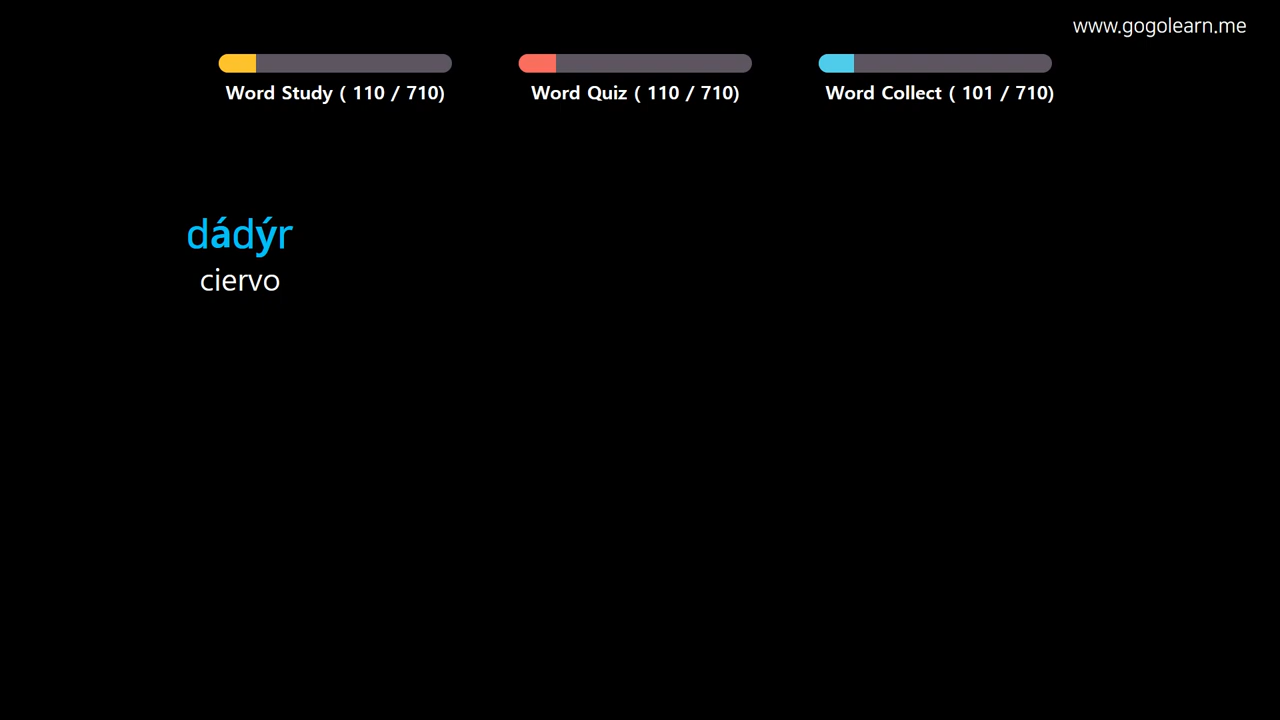 www.gogolearn.me
Word Study ( 110 / 710)
Word Quiz ( 110 / 710)
Word Collect ( 101 / 710)
dádýr
ciervo